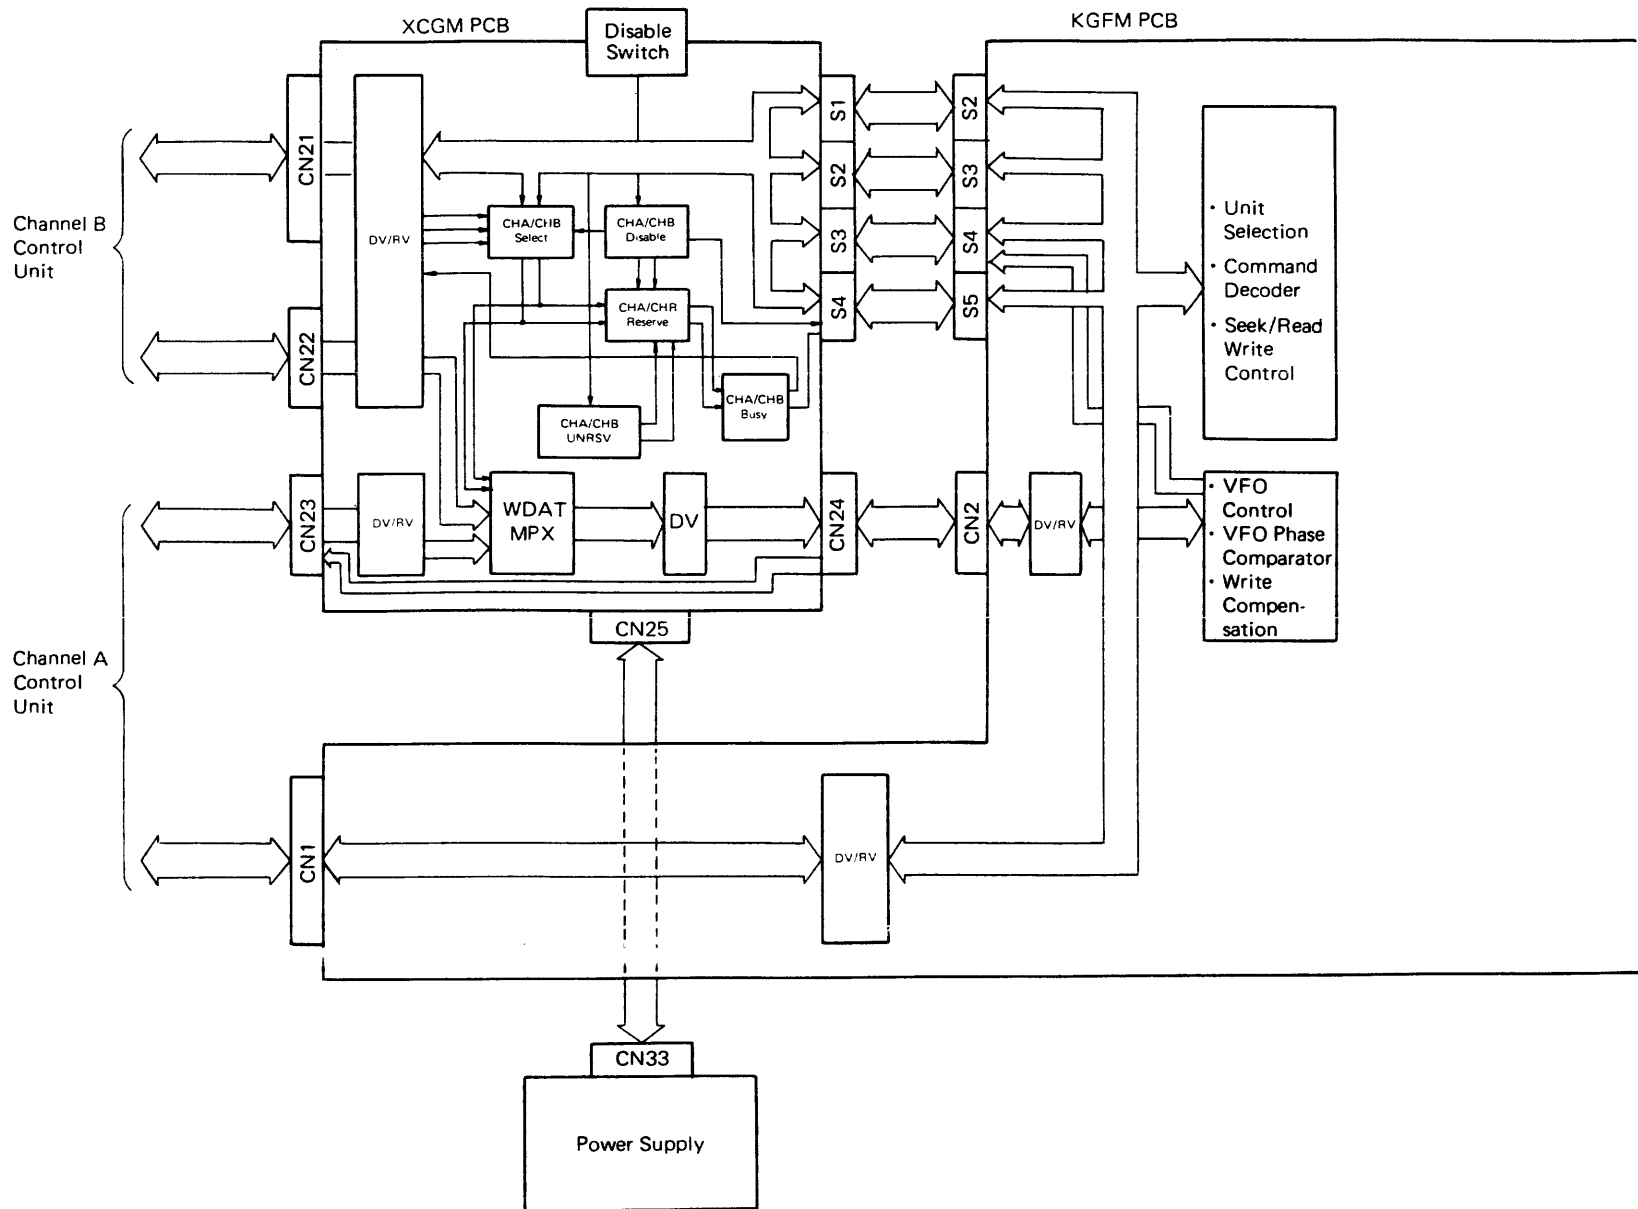 XCGM PCB
Disable
Switch
KGFM PCB
CN21
DV/RV
S1
S2
S3
S4
S2
S3
S4
S5
CHA/CHB
Select
CHA/CHB
Disable
CHA/CHR
Reserve
CHA/CHB
Busy
CHA/CHB
UNRSV
Channel B
Control
Unit
CN22
· Unit
Selection
· Command
Decoder
· Seek/Read
Write
Control
CN23
DV/RV
WDAT
MPX
DV
CN24
CN2
DV/RV
· VFO
Control
· VFO Phase
Comparator
· Write
Compen-
sation
CN25
Channel A
Control
Unit
CN1
DV/RV
CN33
Power Supply